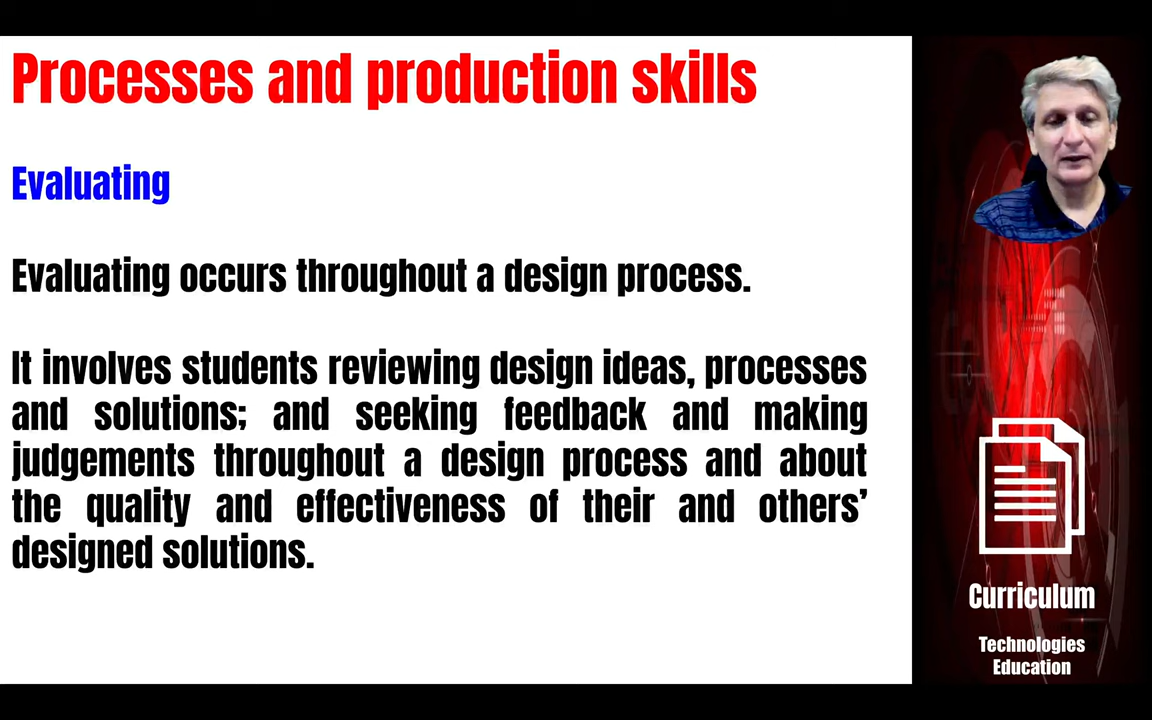 Processes and production skills
Evaluating
Evaluating occurs throughout a design process.
It involves students reviewing design ideas, processes
and solutions; and seeking feedback and making
judgements throughout a design process and about
the quality and effectiveness of their and others’
designed solutions.
Curriculum
Technologies
Education